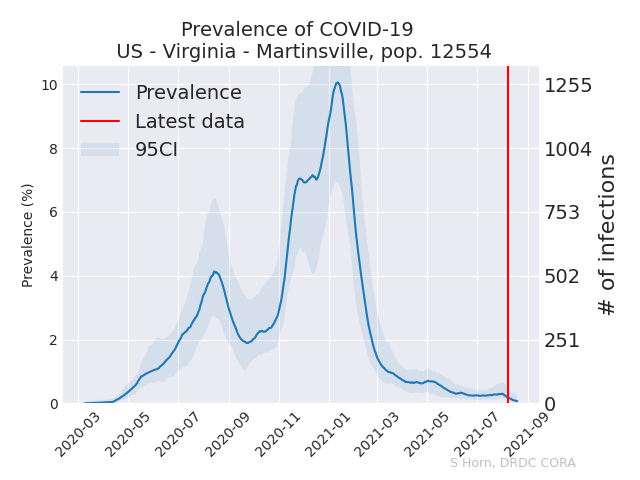 Prevalence of COVID-19
US - Virginia - Martinsville, pop. 12554
Prevalence
Latest data
95CI
Prevalence (%)
10
8
6
4
2
0
1255
1004
753
502
251
0
# of infections
2020-03
2020-05
2020-07
2020-09
2020-11
2021-01
2021-03
2021-05
2021-07
2021-09
S Horn, DRDC CORA